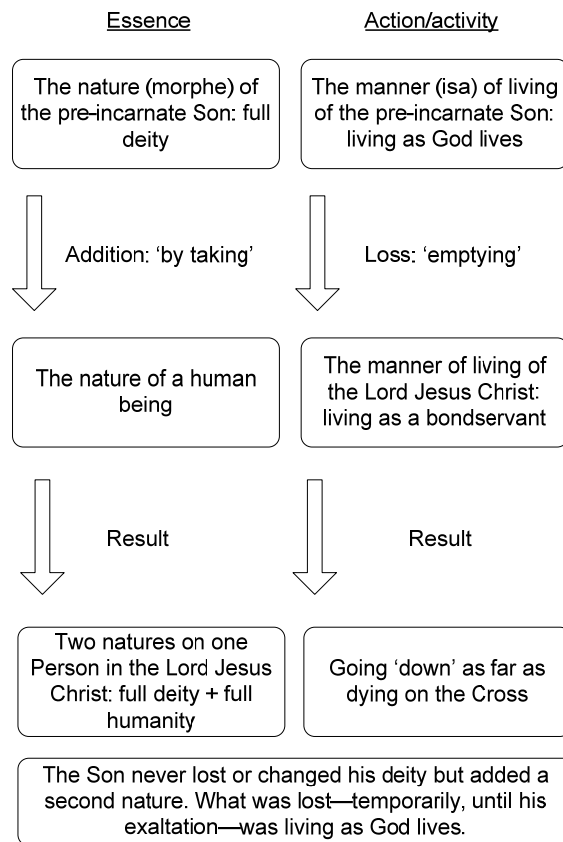 Essence
Action/activity
The nature (morphe) of
the pre-incarnate Son: full
deity
The manner (isa) of living
of the pre-incarnate Son:
living as God lives
Addition: ‘by taking’
Loss: ‘emptying’
The nature of a human
being
The manner of living of
the Lord Jesus Christ:
living as a bondservant
Result
Result
Two natures on one
Person in the Lord Jesus
Christ: full deity + full
humanity
Going ‘down’ as far as
dying on the Cross
The Son never lost or changed his deity but added a
second nature. What was lost—temporarily, until his
exaltation—was living as God lives.